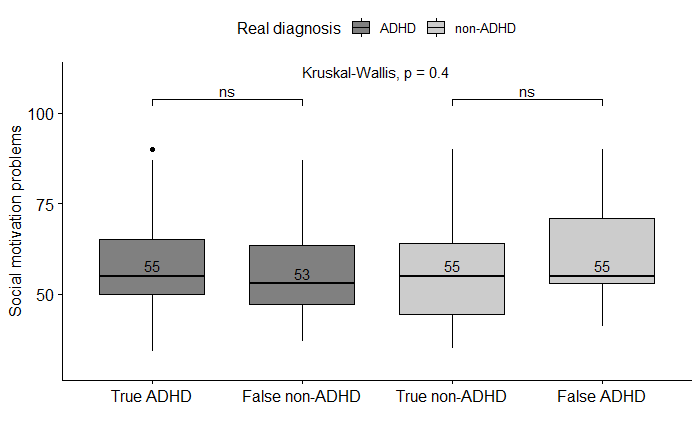 Real diagnosis ADHD non-ADHD
Kruskal-Wallis, p = 0.4
ns ns
100
75
50
Social motivation problems
55 53 55 55
True ADHD False non-ADHD True non-ADHD False ADHD